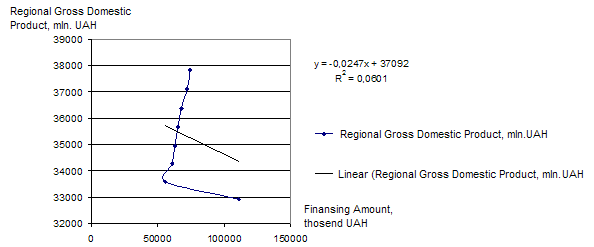 Regional Gross Domestic
Product, mln. UAH
39000
38000
37000
36000
35000
34000
33000
32000
0
50000
100000
150000
y = -0,0247x + 37092
R² = 0,0601
Regional Gross Domestic Product, mln.UAH
Linear (Regional Gross Domestic Product, mln.UAH
Finansing Amount,
thosend UAH